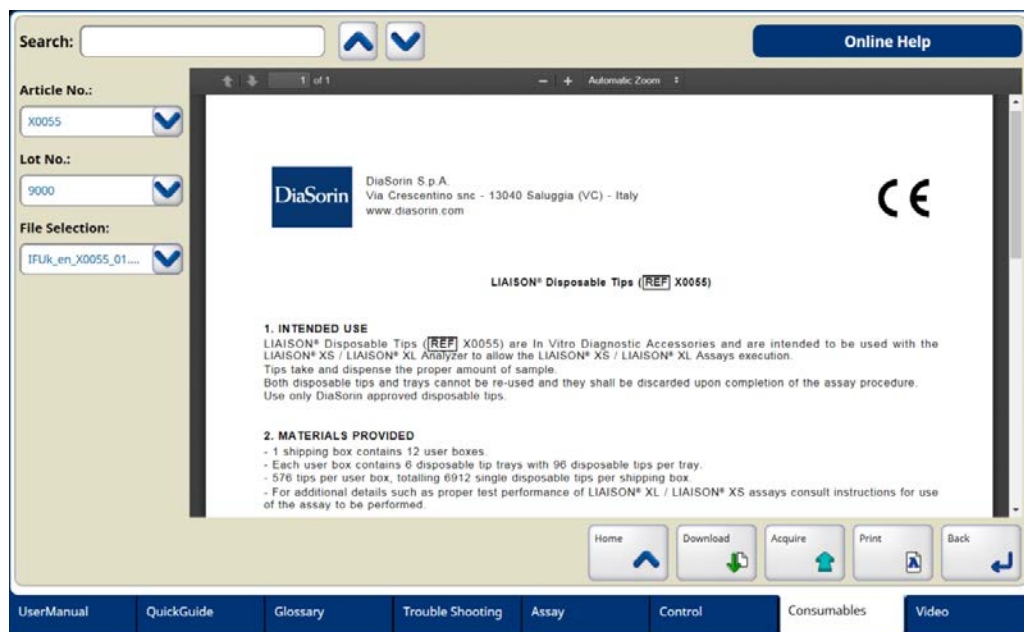 Search:
Online Help
Article No.:
X0055
Lot No.:
9000
File Selection:
IFUk_en_X0055_01....
1 of 1
− + Automatic Zoom
DiaSorin
DiaSorin S.p.A.
Via Crescentino snc - 13040 Saluggia (VC) - Italy
www.diasorin.com
CE
LIAISON® Disposable Tips (REF X0055)
1. INTENDED USE
LIAISON® Disposable Tips (REF X0055) are In Vitro Diagnostic Accessories and are intended to be used with the
LIAISON® XS / LIAISON® XL Analyzer to allow the LIAISON® XS / LIAISON® XL Assays execution.
Tips take and dispense the proper amount of sample.
Both disposable tips and trays cannot be re-used and they shall be discarded upon completion of the assay procedure.
Use only DiaSorin approved disposable tips.
2. MATERIALS PROVIDED
- 1 shipping box contains 12 user boxes.
- Each user box contains 6 disposable tip trays with 96 disposable tips per tray.
- 576 tips per user box, totalling 6912 single disposable tips per shipping box.
- For additional details such as proper test performance of LIAISON® XL / LIAISON® XS assays consult instructions for use
of the assay to be performed.
Home
Download
Acquire
Print
Back
UserManual
QuickGuide
Glossary
Trouble Shooting
Assay
Control
Consumables
Video